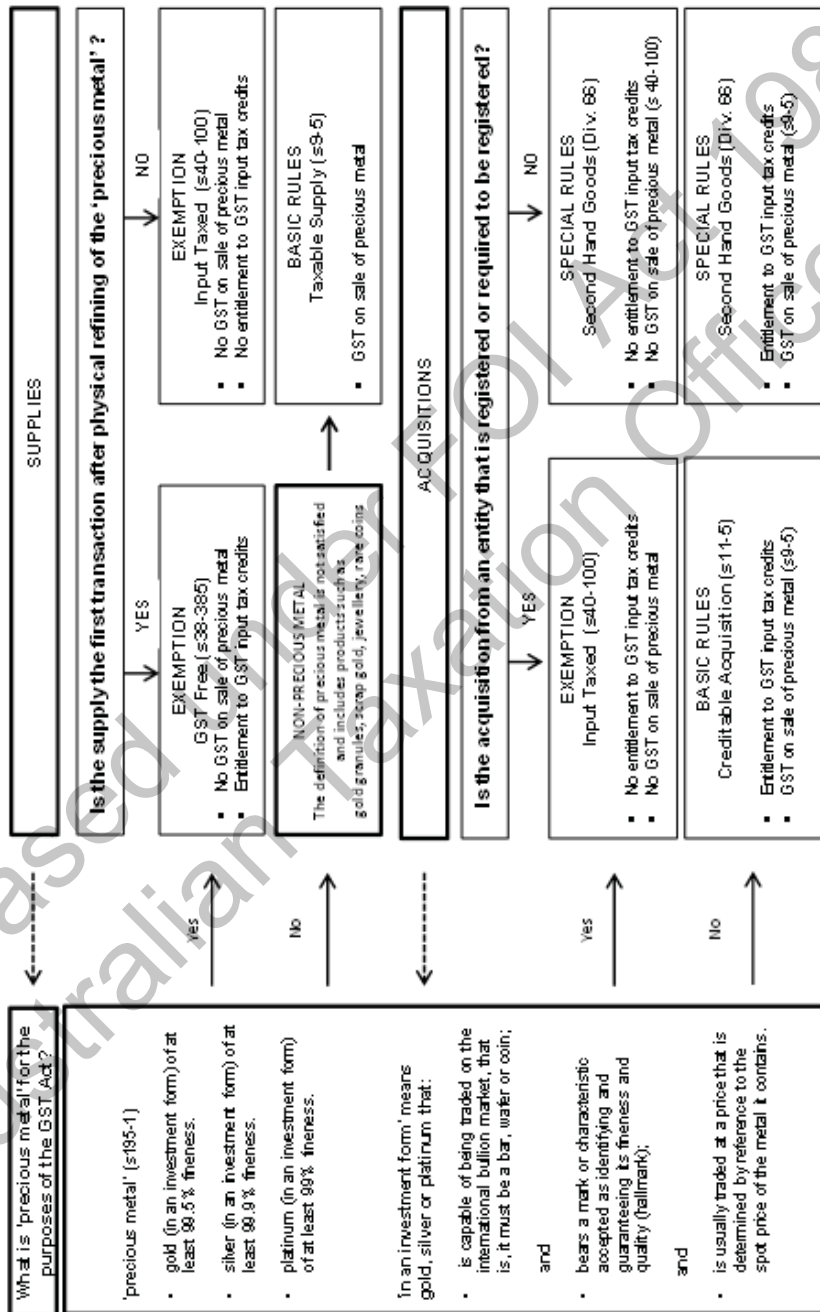 What is 'precious metal' for the
purposes of the GST Act?
'precious metal' (s195-1)
• gold (in an investment form) of at
least 99.5% fineness.
• silver (in an investment form) of at
least 99.9% fineness.
• platinum (in an investment form)
of at least 99% fineness.
'in an investment form' means
gold, silver or platinum that:
• is capable of being traded on the
international bullion market, that
is, it must be a bar, wafer or coin;
and
• bears a mark or characteristic
accepted as identifying and
guaranteeing its fineness and
quality (hallmark);
and
• is usually traded at a price that is
determined by reference to the
spot price of the metal it contains.
SUPPLIES
Is the supply the first transaction after physical refining of the 'precious metal' ?
YES
NO
Yes
EXEMPTION
GST Free (s38-385)
▪ No GST on sale of precious metal
▪ Entitlement to GST input tax credits
EXEMPTION
Input Taxed (s40-100)
▪ No GST on sale of precious metal
▪ No entitlement to GST input tax credits
No
NON-PRECIOUS METAL
The definition of precious metal is not satisfied
and includes products such as
gold granules, scrap gold, jewellery, rare coins
BASIC RULES
Taxable Supply (s9-5)
▪ GST on sale of precious metal
ACQUISITIONS
Is the acquisition from an entity that is registered or required to be registered?
YES
NO
Yes
EXEMPTION
Input Taxed (s40-100)
▪ No entitlement to GST input tax credits
▪ No GST on sale of precious metal
SPECIAL RULES
Second Hand Goods (Div. 66)
▪ No entitlement to GST input tax credits
▪ No GST on sale of precious metal (s 40-100)
No
BASIC RULES
Creditable Acquisition (s11-5)
▪ Entitlement to GST input tax credits
▪ GST on sale of precious metal (s9-5)
SPECIAL RULES
Second Hand Goods (Div. 66)
▪ Entitlement to GST input tax credits
▪ GST on sale of precious metal (s9-5)
ased under FOI Act 198
ustralian Taxation Office